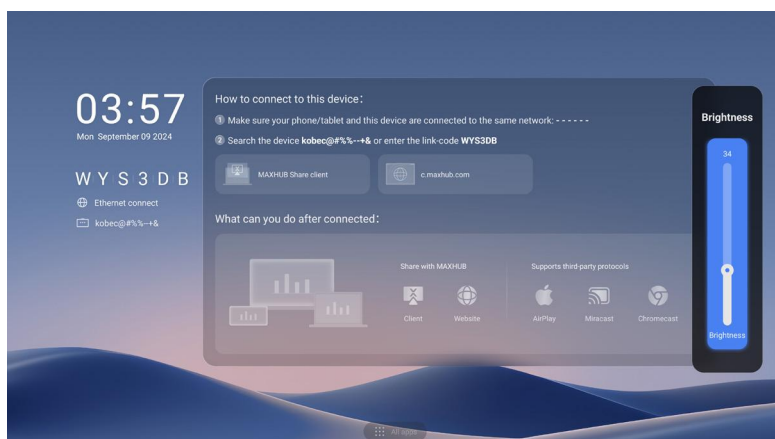 03:57
Mon September 09 2024
WYS3DB
Ethernet connect
kobec@#%%--+&
How to connect to this device:
1 Make sure your phone/tablet and this device are connected to the same network: - - - - - -
2 Search the device kobec@#%%--+& or enter the link-code WYS3DB
MAXHUB Share client
c.maxhub.com
What can you do after connected:
Share with MAXHUB
Supports third-party protocols
Client
Website
AirPlay
Miracast
Chromecast
Brightness
34
Brightness
All apps